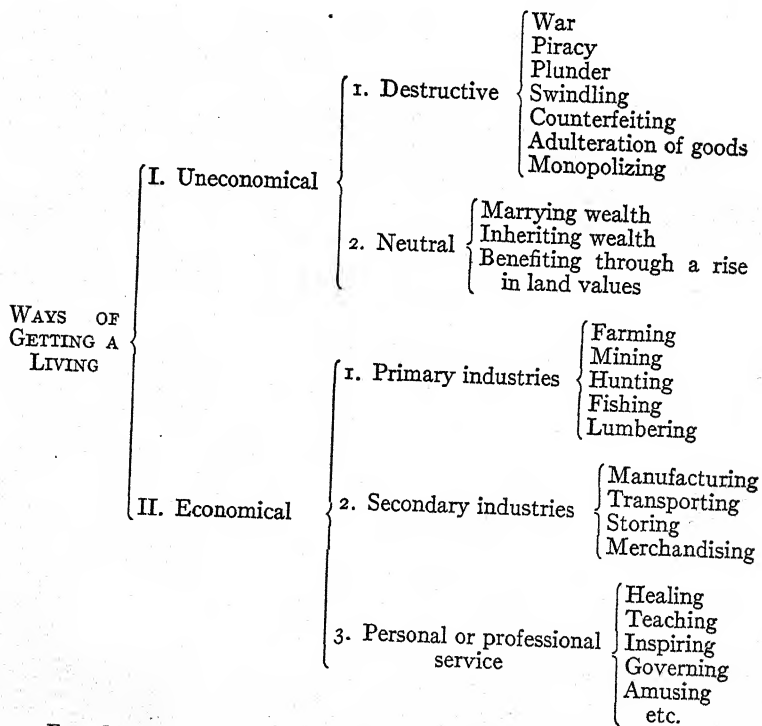 War
Piracy
Plunder
1. Destructive
Swindling
Counterfeiting
Adulteration of goods
Monopolizing
I. Uneconomical
2. Neutral
Marrying wealth
Inheriting wealth
Benefiting through a rise
in land values
WAYS OF
GETTING A
LIVING
II. Economical
1. Primary industries
Farming
Mining
Hunting
Fishing
Lumbering
2. Secondary industries
Manufacturing
Transporting
Storing
Merchandising
3. Personal or professional
service
Healing
Teaching
Inspiring
Governing
Amusing
etc.